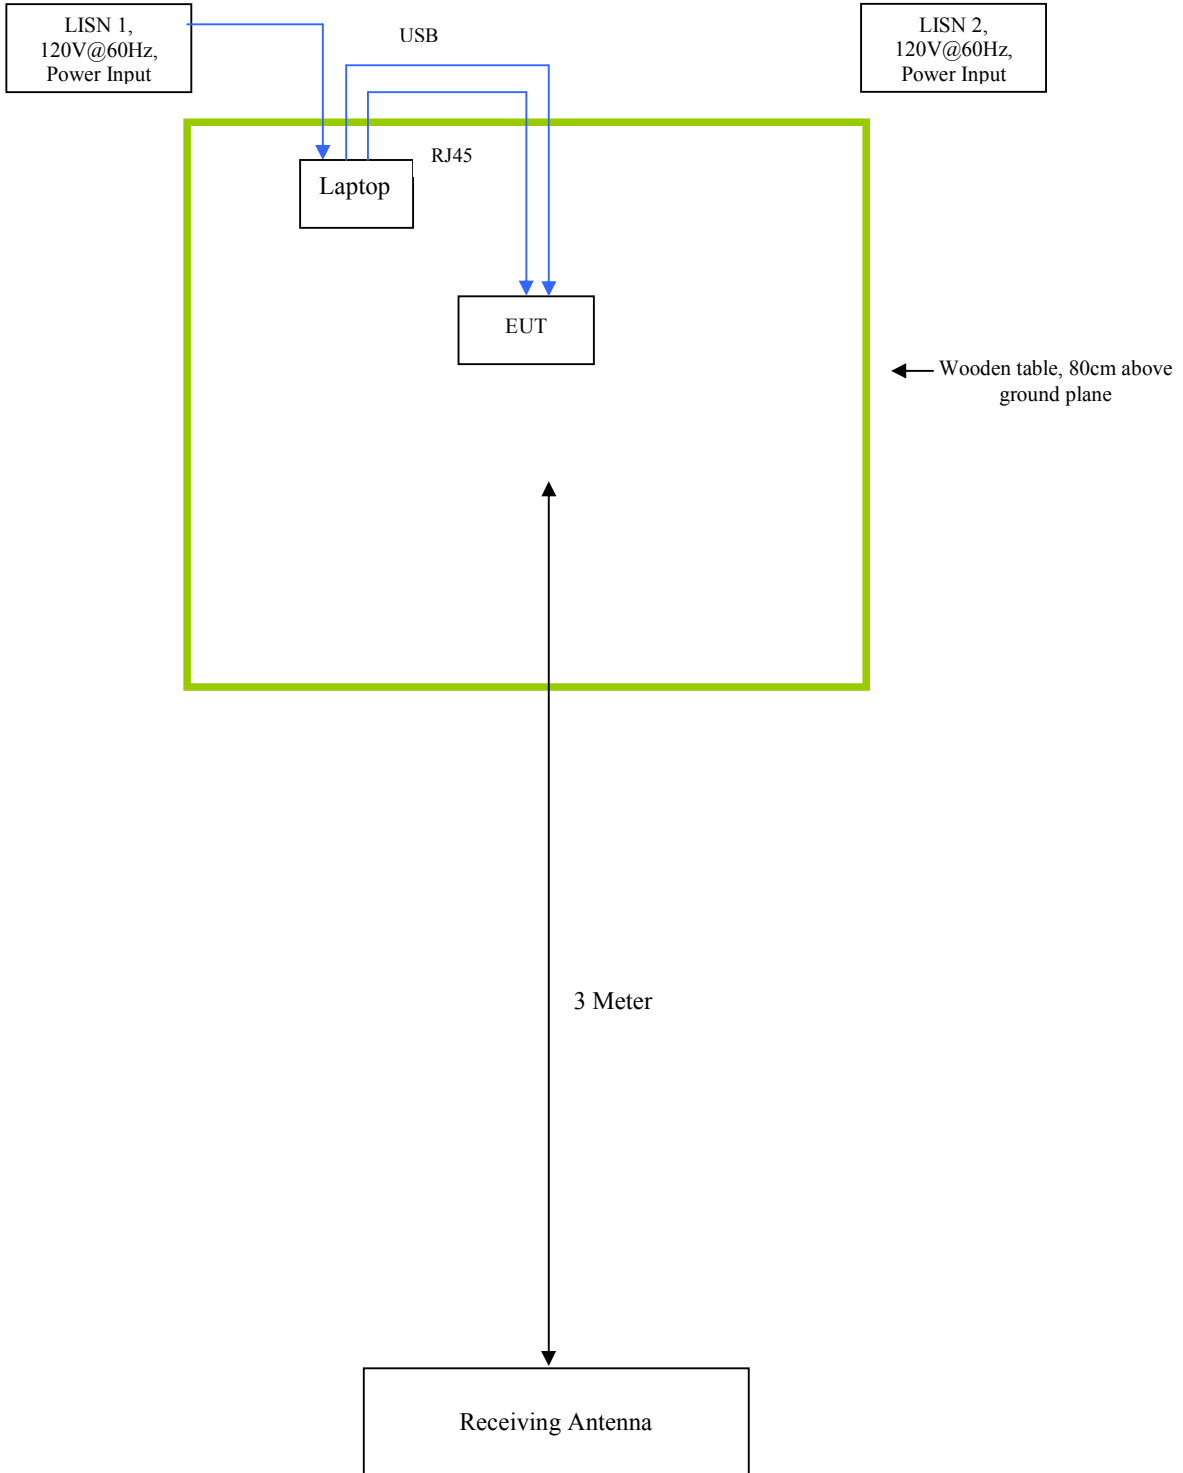 LISN 1,
120V@60Hz,
Power Input
USB
LISN 2,
120V@60Hz,
Power Input
RJ45
Laptop
EUT
Wooden table, 80cm above
ground plane
3 Meter
Receiving Antenna